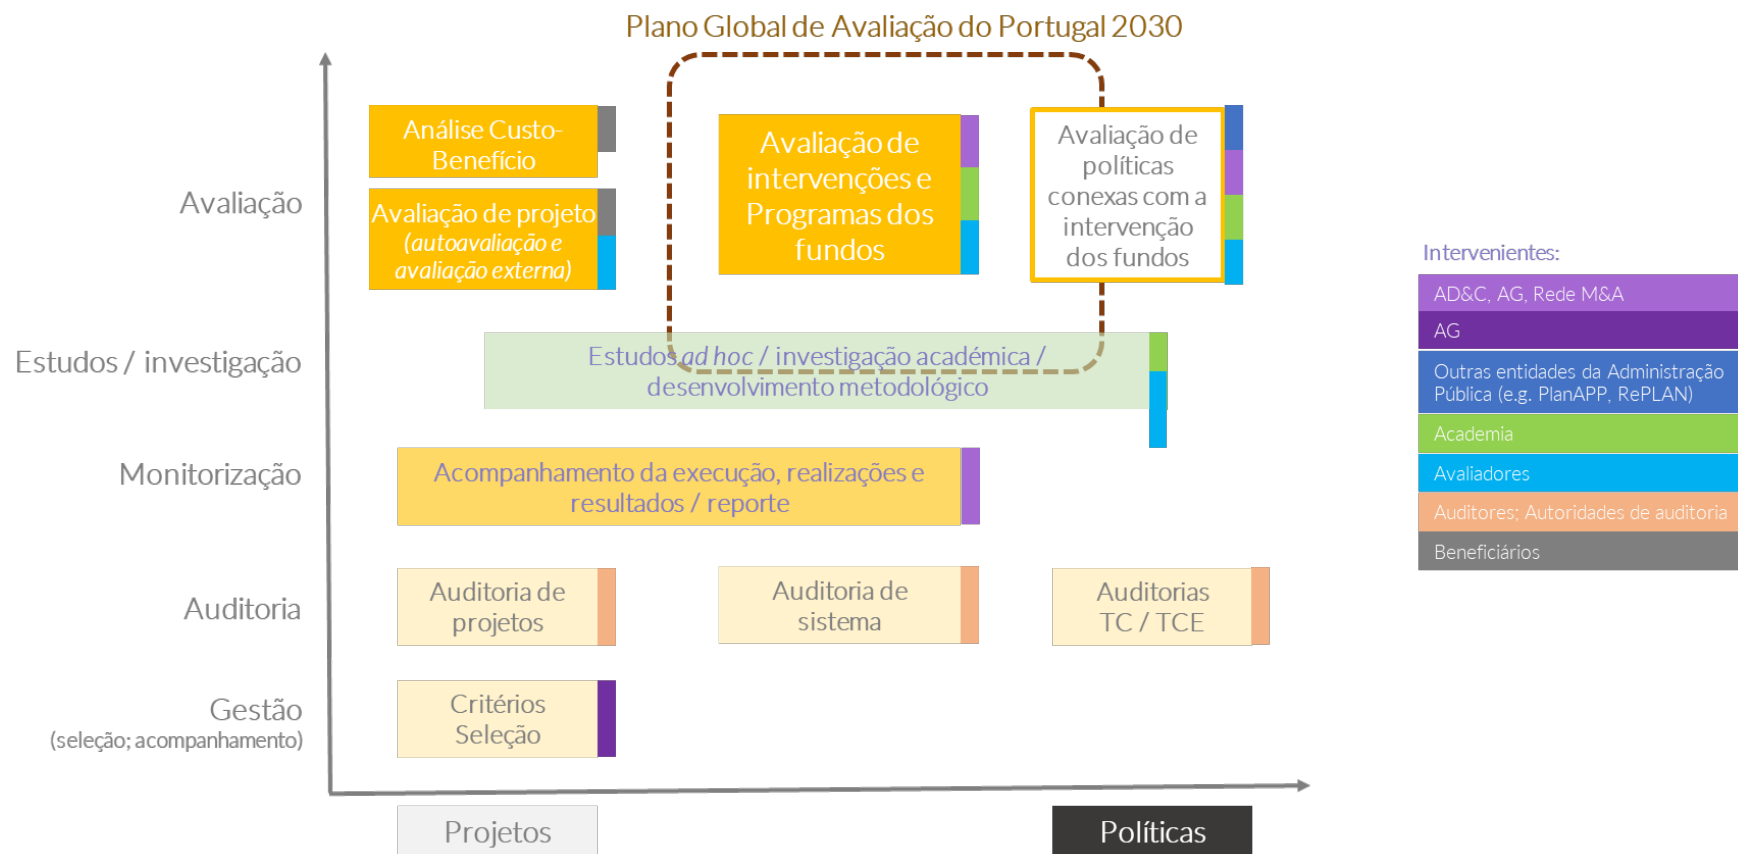 Plano Global de Avaliação do Portugal 2030
Avaliação
Análise Custo-
Benefício
Avaliação de projeto
(autoavaliação e
avaliação externa)
Avaliação de
intervenções e
Programas dos
fundos
Avaliação de
políticas
conexas com a
intervenção
dos fundos
Estudos / investigação
Estudos ad hoc / investigação académica /
desenvolvimento metodológico
Monitorização
Acompanhamento da execução, realizações e
resultados / reporte
Auditoria
Auditoria de
projetos
Auditoria de
sistema
Auditorias
TC / TCE
Gestão
(seleção; acompanhamento)
Critérios
Seleção
Projetos
Políticas
Intervenientes:
AD&C, AG, Rede M&A
AG
Outras entidades da Administração
Pública (e.g. PlanAPP, RePLAN)
Academia
Avaliadores
Auditores; Autoridades de auditoria
Beneficiários